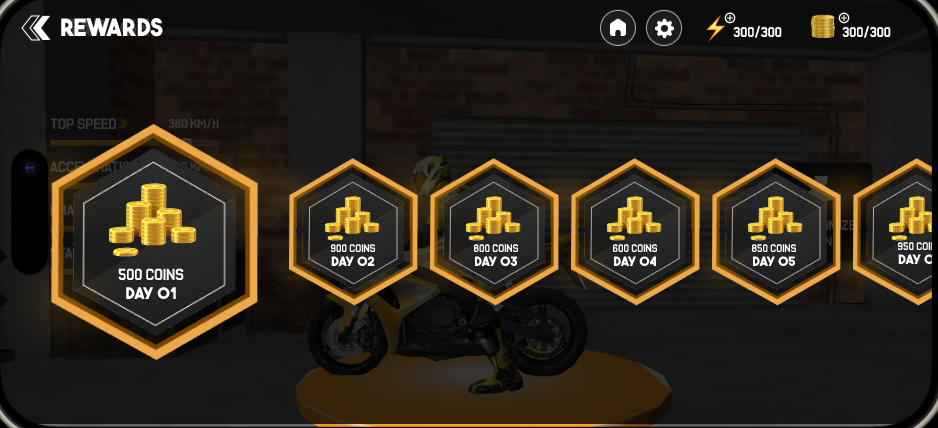 REWARDS
300/300
300/300
TOP SPEED
380 KM/H
500 COINS
DAY 01
900 COINS
DAY 02
800 COINS
DAY 03
600 COINS
DAY 04
850 COINS
DAY 05
950
DAY